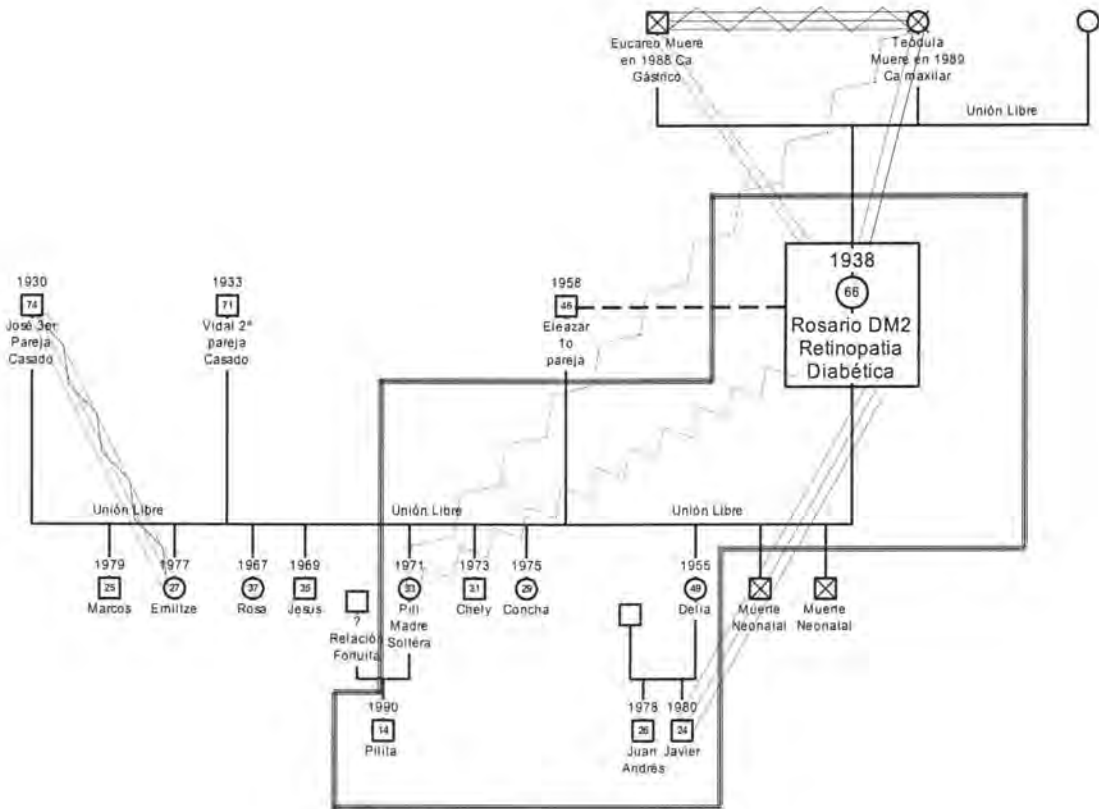 Eucareo Muere
en 1988 Ca
Gástrico
Teódula
Muere en 1989
Ca maxilar
Unión Libre
1938
66
Rosario DM2
Retinopatia
Diabética
1930
74
José 3er
Pareja
Casado
1933
71
Vidal 2ª
pareja
Casado
1958
46
Eleazar
1o
pareja
Unión Libre
Unión Libre
Unión Libre
1979
25
Marcos
1977
27
Emiltze
1967
37
Rosa
1969
35
Jesus
?
Relación
Fortuita
1971
33
Pili
Madre
Soltera
1973
31
Chely
1975
29
Concha
1955
49
Delia
Muerte
Neonatal
Muerte
Neonatal
1990
14
Pilita
1978
26
Juan
Andrés
1980
24
Javier